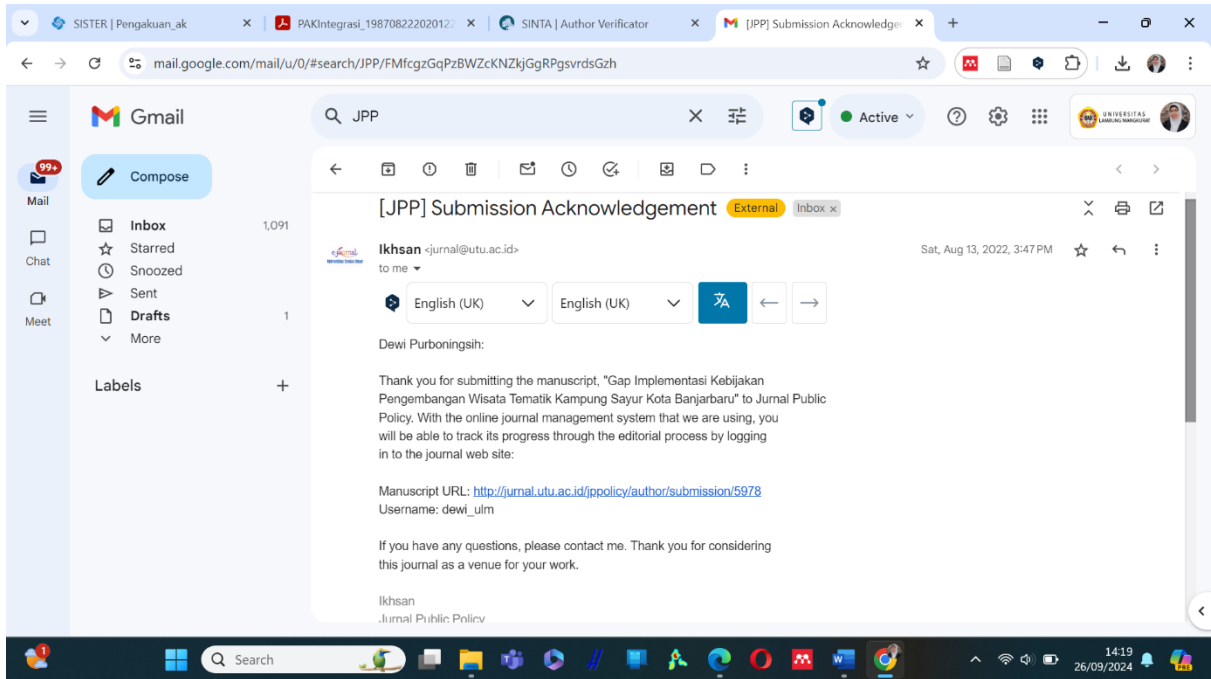 SISTER | Pengakuan_ak
PAKIntegrasi_19870822202012
SINTA | Author Verificator
[JPP] Submission Acknowledge
mail.google.com/mail/u/0/#search/JPP/FMfcgzGqPzBWZcKNZkjGgRPgsvrdsGzh
Gmail
JPP
Active
UNIVERSITAS
LAMBUNG MANGKURAT
99+
Mail
Chat
Meet
Compose
Inbox 1,091
Starred
Snoozed
Sent
Drafts 1
More
Labels
[JPP] Submission Acknowledgement External Inbox x
Ikhsan <jurnal@utu.ac.id> Sat, Aug 13, 2022, 3:47 PM
to me
English (UK) English (UK)
Dewi Purboningsih:
Thank you for submitting the manuscript, "Gap Implementasi Kebijakan
Pengembangan Wisata Tematik Kampung Sayur Kota Banjarbaru" to Jurnal Public
Policy. With the online journal management system that we are using, you
will be able to track its progress through the editorial process by logging
in to the journal web site:
Manuscript URL: http://jurnal.utu.ac.id/jppolicy/author/submission/5978
Username: dewi_ulm
If you have any questions, please contact me. Thank you for considering
this journal as a venue for your work.
Ikhsan
Jurnal Public Policy
1
Search
14:19
26/09/2024
PRE